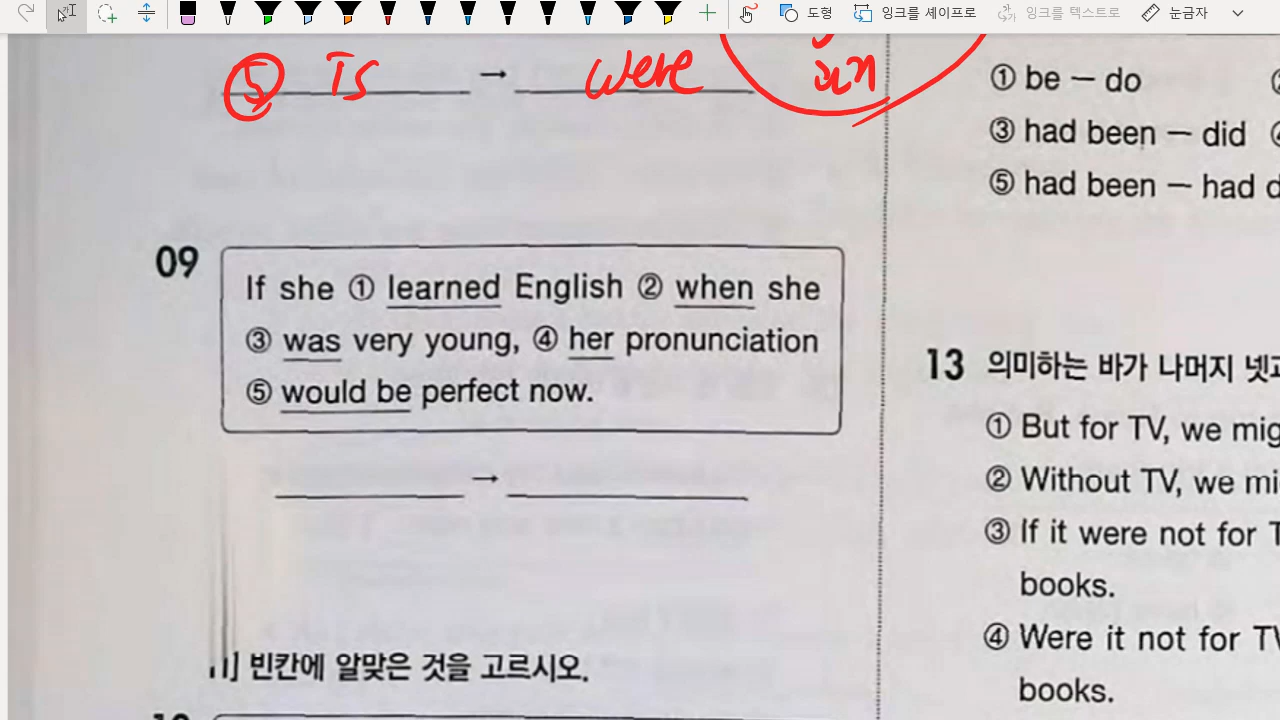 도형
잉크를 셰이프로
잉크를 텍스트로
눈금자
⑤ Is → were
09
If she ① learned English ② when she
③ was very young, ④ her pronunciation
⑤ would be perfect now.
→
빈칸에 알맞은 것을 고르시오.
① be — do
③ had been — did
⑤ had been — had
13 의미하는 바가 나머지
① But for TV, we
② Without TV, we
③ If it were not for
books.
④ Were it not for
books.